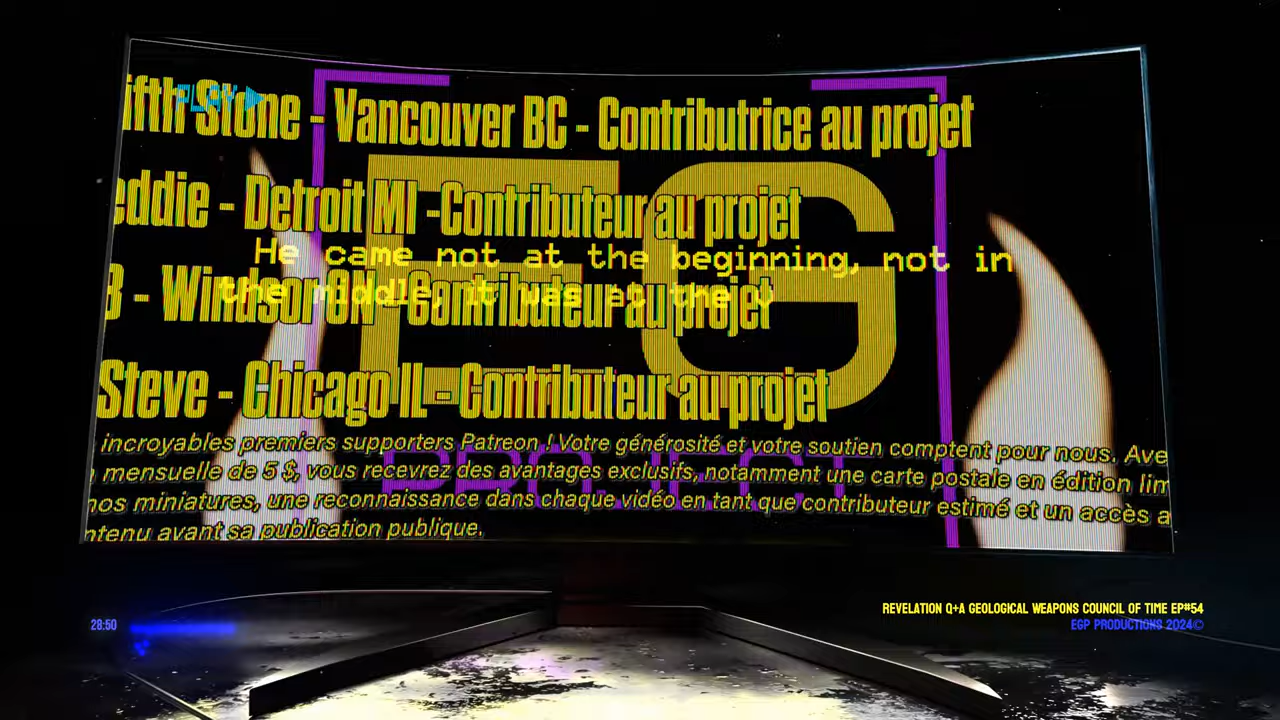 PLAY
ifth Stone - Vancouver BC - Contributrice au projet
eddie - Detroit MI -Contributeur au projet
He came not at the beginning, not in
the middle, it was at the
B - Windsor ON - Contributeur au projet
Steve - Chicago IL - Contributeur au projet
EG
PROJECT
incroyables premiers supporters Patreon ! Votre générosité et votre soutien comptent pour nous. Ave
mensuelle de 5 $, vous recevrez des avantages exclusifs, notamment une carte postale en édition lim
nos miniatures, une reconnaissance dans chaque vidéo en tant que contributeur estimé et un accès a
ntenu avant sa publication publique.
28:50
REVELATION Q+A GEOLOGICAL WEAPONS COUNCIL OF TIME EP#54
EGP PRODUCTIONS 2024©